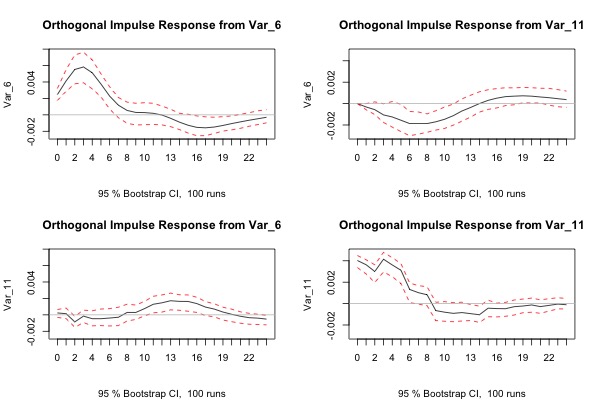 Orthogonal Impulse Response from Var_6
Var_6
0.004
-0.002
0 2 4 6 8 10 13 16 19 22
95 % Bootstrap CI, 100 runs
Orthogonal Impulse Response from Var_11
Var_6
0.002
-0.002
0 2 4 6 8 10 13 16 19 22
95 % Bootstrap CI, 100 runs
Orthogonal Impulse Response from Var_6
Var_11
0.004
-0.002
0 2 4 6 8 10 13 16 19 22
95 % Bootstrap CI, 100 runs
Orthogonal Impulse Response from Var_11
Var_11
0.002
-0.002
0 2 4 6 8 10 13 16 19 22
95 % Bootstrap CI, 100 runs